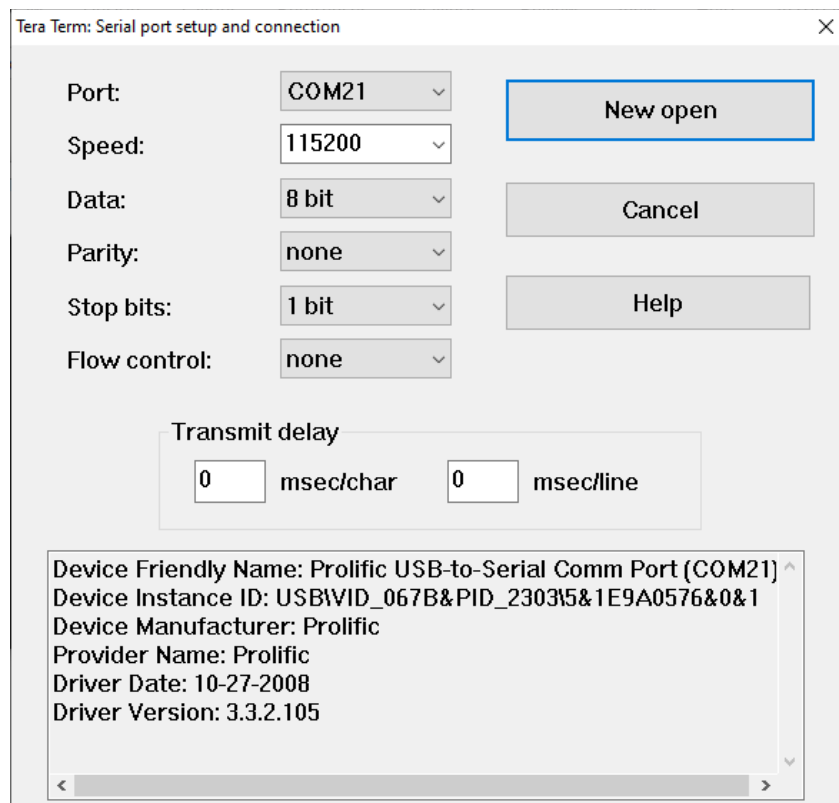 Tera Term: Serial port setup and connection
Port: COM21 New open
Speed: 115200
Data: 8 bit Cancel
Parity: none
Stop bits: 1 bit Help
Flow control: none
Transmit delay
0 msec/char 0 msec/line
Device Friendly Name: Prolific USB-to-Serial Comm Port (COM21)
Device Instance ID: USB\VID_067B&PID_2303\5&1E9A0576&0&1
Device Manufacturer: Prolific
Provider Name: Prolific
Driver Date: 10-27-2008
Driver Version: 3.3.2.105